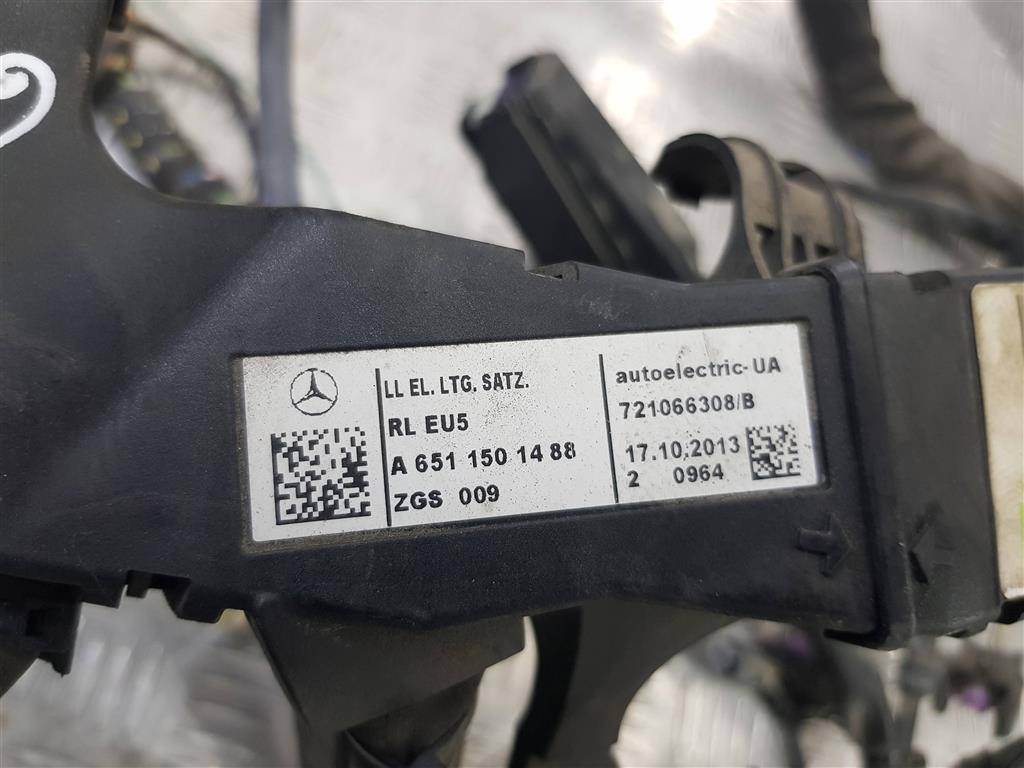 LL EL. LTG. SATZ.
RL EU5
A 651 150 14 88
ZGS 009
autoelectric-UA
721066308/B
17.10.2013
2 0964